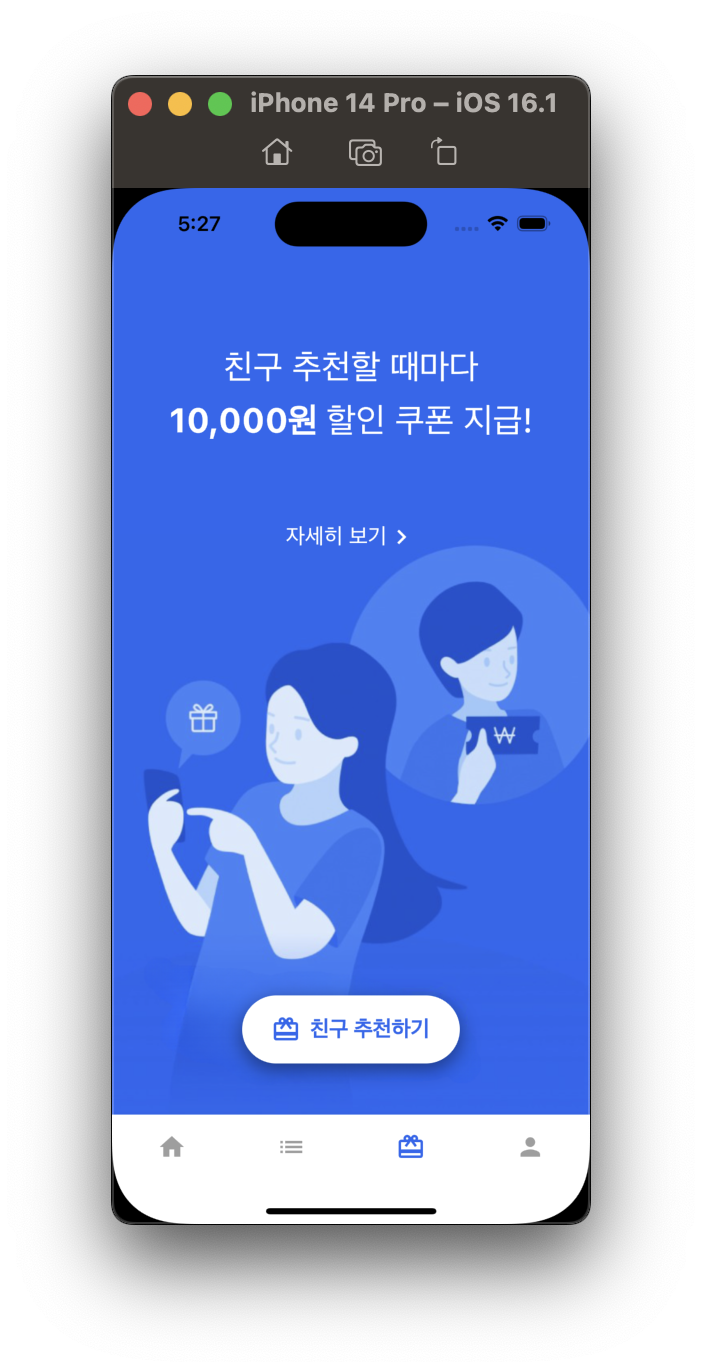 iPhone 14 Pro – iOS 16.1
5:27
친구 추천할 때마다
10,000원 할인 쿠폰 지급!
자세히 보기
₩
친구 추천하기